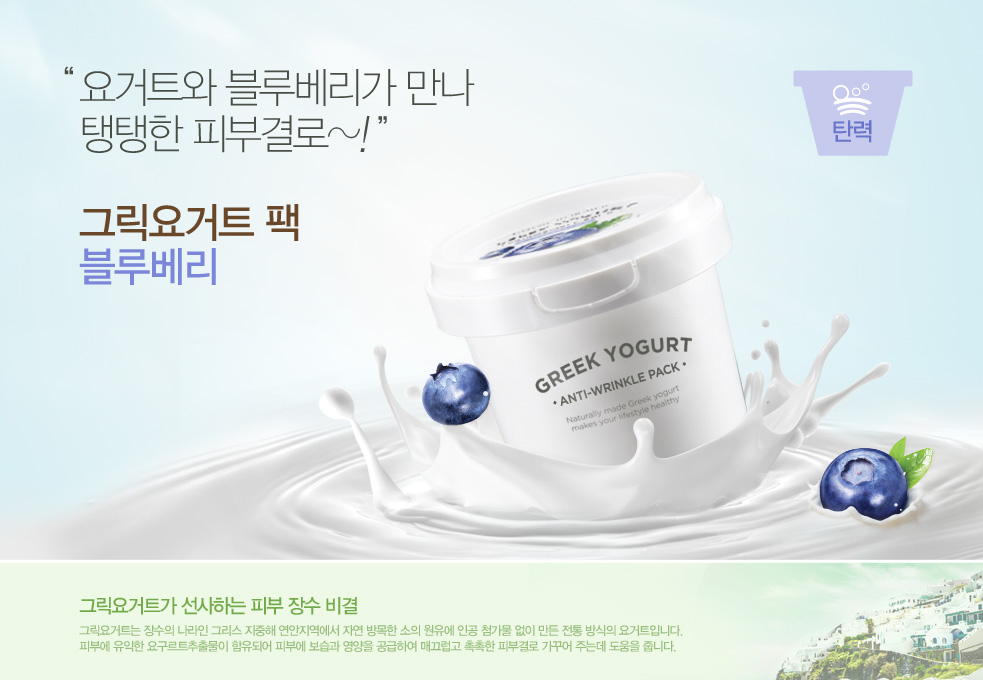 “ 요거트와 블루베리가 만나
탱탱한 피부결로~! ”
탄력
그릭요거트 팩
블루베리
GREEK YOGURT
• ANTI-WRINKLE PACK •
Naturally made Greek yogurt
makes your lifestyle healthy
그릭요거트가 선사하는 피부 장수 비결
그릭요거트는 장수의 나라인 그리스 지중해 연안지역에서 자연 방목한 소의 원유에 인공 첨가물 없이 만든 전통 방식의 요거트입니다.
피부에 유익한 요구르트추출물이 함유되어 피부에 보습과 영양을 공급하여 매끄럽고 촉촉한 피부결로 가꾸어 주는데 도움을 줍니다.